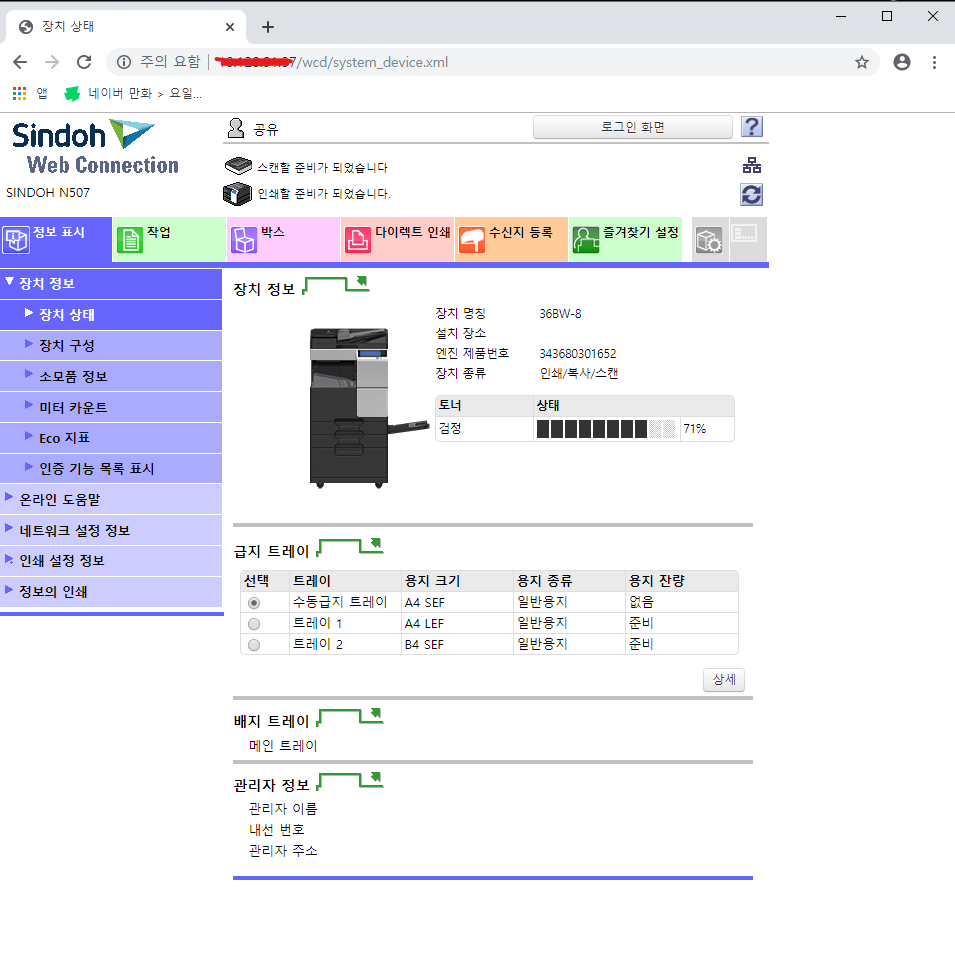 장치 상태
주의 요함 | /wcd/system_device.xml
앱 네이버 만화 > 요일...
Sindoh
Web Connection
SINDOH N507
공유
로그인 화면
?
스캔할 준비가 되었습니다
인쇄할 준비가 되었습니다.
정보 표시
작업
박스
다이렉트 인쇄
수신지 등록
즐겨찾기 설정
장치 정보
장치 상태
장치 구성
소모품 정보
미터 카운트
Eco 지표
인증 기능 목록 표시
온라인 도움말
네트워크 설정 정보
인쇄 설정 정보
정보의 인쇄
장치 정보
장치 명칭 36BW-8
설치 장소
엔진 제품번호 343680301652
장치 종류 인쇄/복사/스캔
토너 상태
검정 71%
급지 트레이
선택 트레이 용지 크기 용지 종류 용지 잔량
수동급지 트레이 A4 SEF 일반용지 없음
트레이 1 A4 LEF 일반용지 준비
트레이 2 B4 SEF 일반용지 준비
상세
배지 트레이
메인 트레이
관리자 정보
관리자 이름
내선 번호
관리자 주소